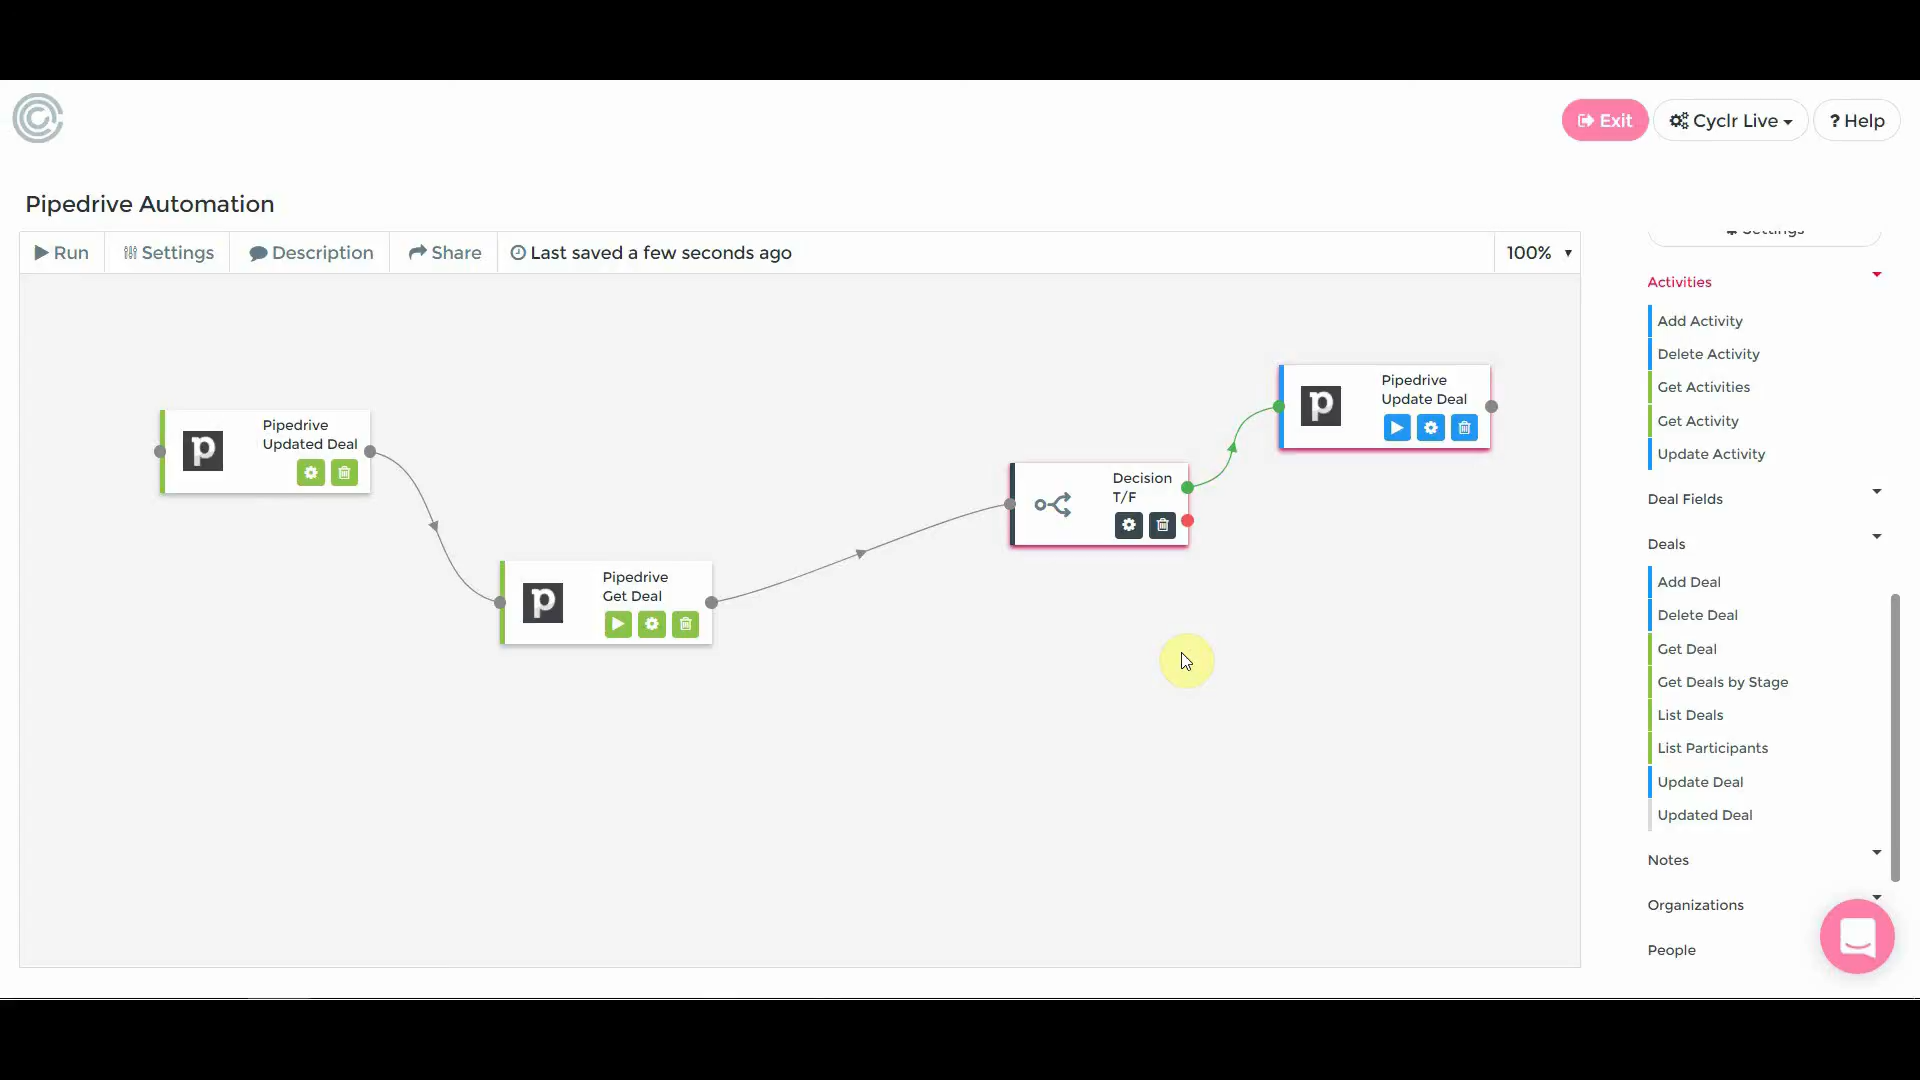 Exit
Cyclr Live
? Help
Pipedrive Automation
Run
Settings
Description
Share
Last saved a few seconds ago
100%
Settings
Activities
Add Activity
Delete Activity
Get Activities
Get Activity
Update Activity
Deal Fields
Deals
Add Deal
Delete Deal
Get Deal
Get Deals by Stage
List Deals
List Participants
Update Deal
Updated Deal
Notes
Organizations
People
p
Pipedrive
Updated Deal
p
Pipedrive
Get Deal
Decision
T/F
p
Pipedrive
Update Deal